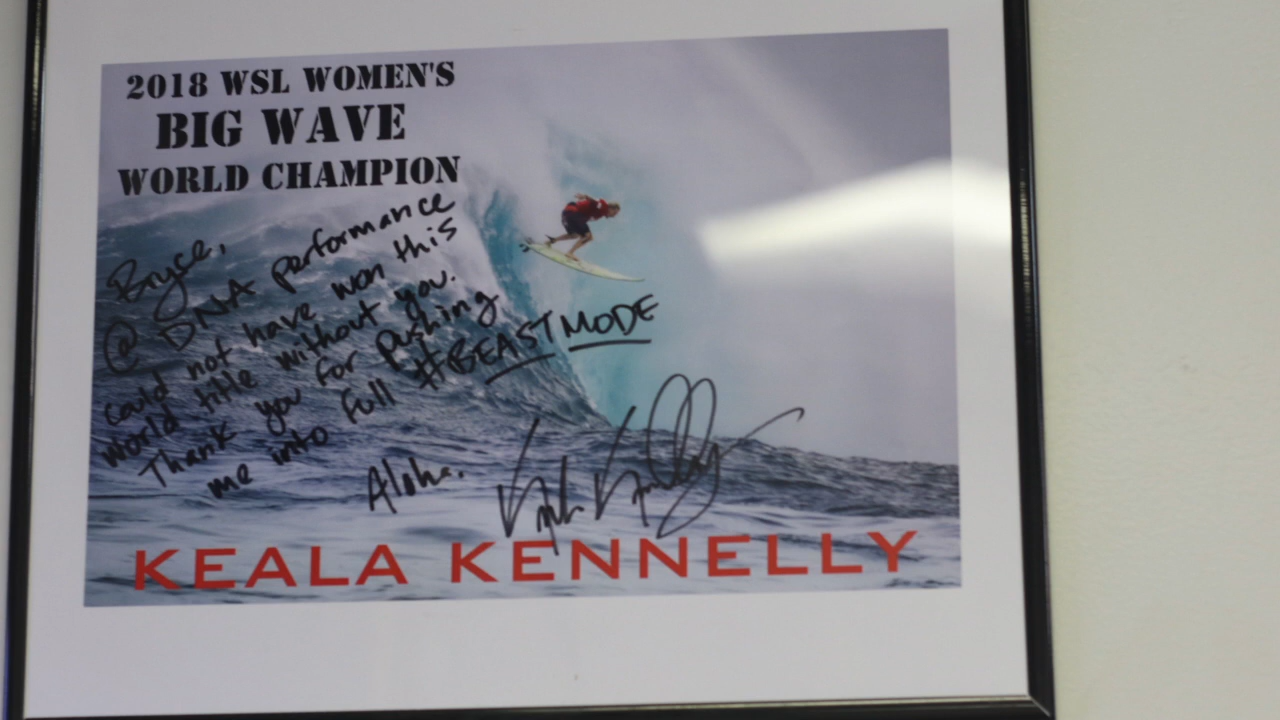 2018 WSL WOMEN'S
BIG WAVE
WORLD CHAMPION
Bryce,
@ DNA performance
could not have won this
world title without you.
Thank you for pushing
me into full #BEASTMODE
Aloha.
KEALA KENNELLY